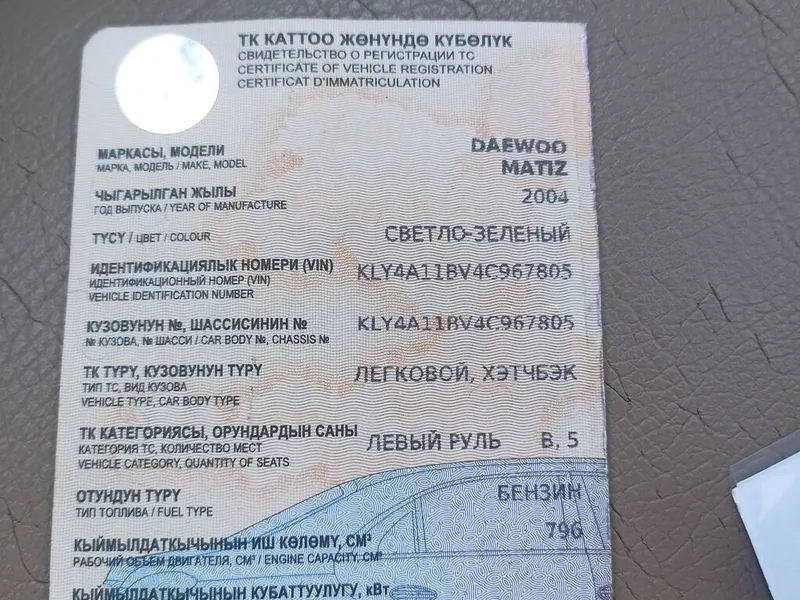 ТК КАТТОО ЖӨНҮНДӨ КҮБӨЛҮК
СВИДЕТЕЛЬСТВО О РЕГИСТРАЦИИ ТС
CERTIFICATE OF VEHICLE REGISTRATION
CERTIFICAT D'IMMATRICULATION
МАРКАСЫ, МОДЕЛИ DAEWOO
МАРКА, МОДЕЛЬ / MAKE, MODEL MATIZ
ЧЫГАРЫЛГАН ЖЫЛЫ 2004
ГОД ВЫПУСКА / YEAR OF MANUFACTURE
ТҮСҮ / ЦВЕТ / COLOUR СВЕТЛО-ЗЕЛЕНЫЙ
ИДЕНТИФИКАЦИЯЛЫК НОМЕРИ (VIN) KLY4A11BV4C967805
ИДЕНТИФИКАЦИОННЫЙ НОМЕР (VIN)
VEHICLE IDENTIFICATION NUMBER
КУЗОВУНУН №, ШАССИСИНИН № KLY4A11BV4C967805
№ КУЗОВА, № ШАССИ / CAR BODY №, CHASSIS №
ТК ТҮРҮ, КУЗОВУНУН ТҮРҮ ЛЕГКОВОЙ, ХЭТЧБЭК
ТИП ТС, ВИД КУЗОВА
VEHICLE TYPE, CAR BODY TYPE
ТК КАТЕГОРИЯСЫ, ОРУНДАРДЫН САНЫ ЛЕВЫЙ РУЛЬ B, 5
КАТЕГОРИЯ ТС, КОЛИЧЕСТВО МЕСТ
VEHICLE CATEGORY, QUANTITY OF SEATS
ОТУНДУН ТҮРҮ БЕНЗИН
ТИП ТОПЛИВА / FUEL TYPE
КЫЙМЫЛДАТКЫЧЫНЫН ИШ КӨЛӨМҮ, СМ³ 796
РАБОЧИЙ ОБЪЕМ ДВИГАТЕЛЯ, СМ³ / ENGINE CAPACITY, CM³
КЫЙМЫЛДАТКЫЧЫНЫН КУБАТТУУЛУГУ, кВт